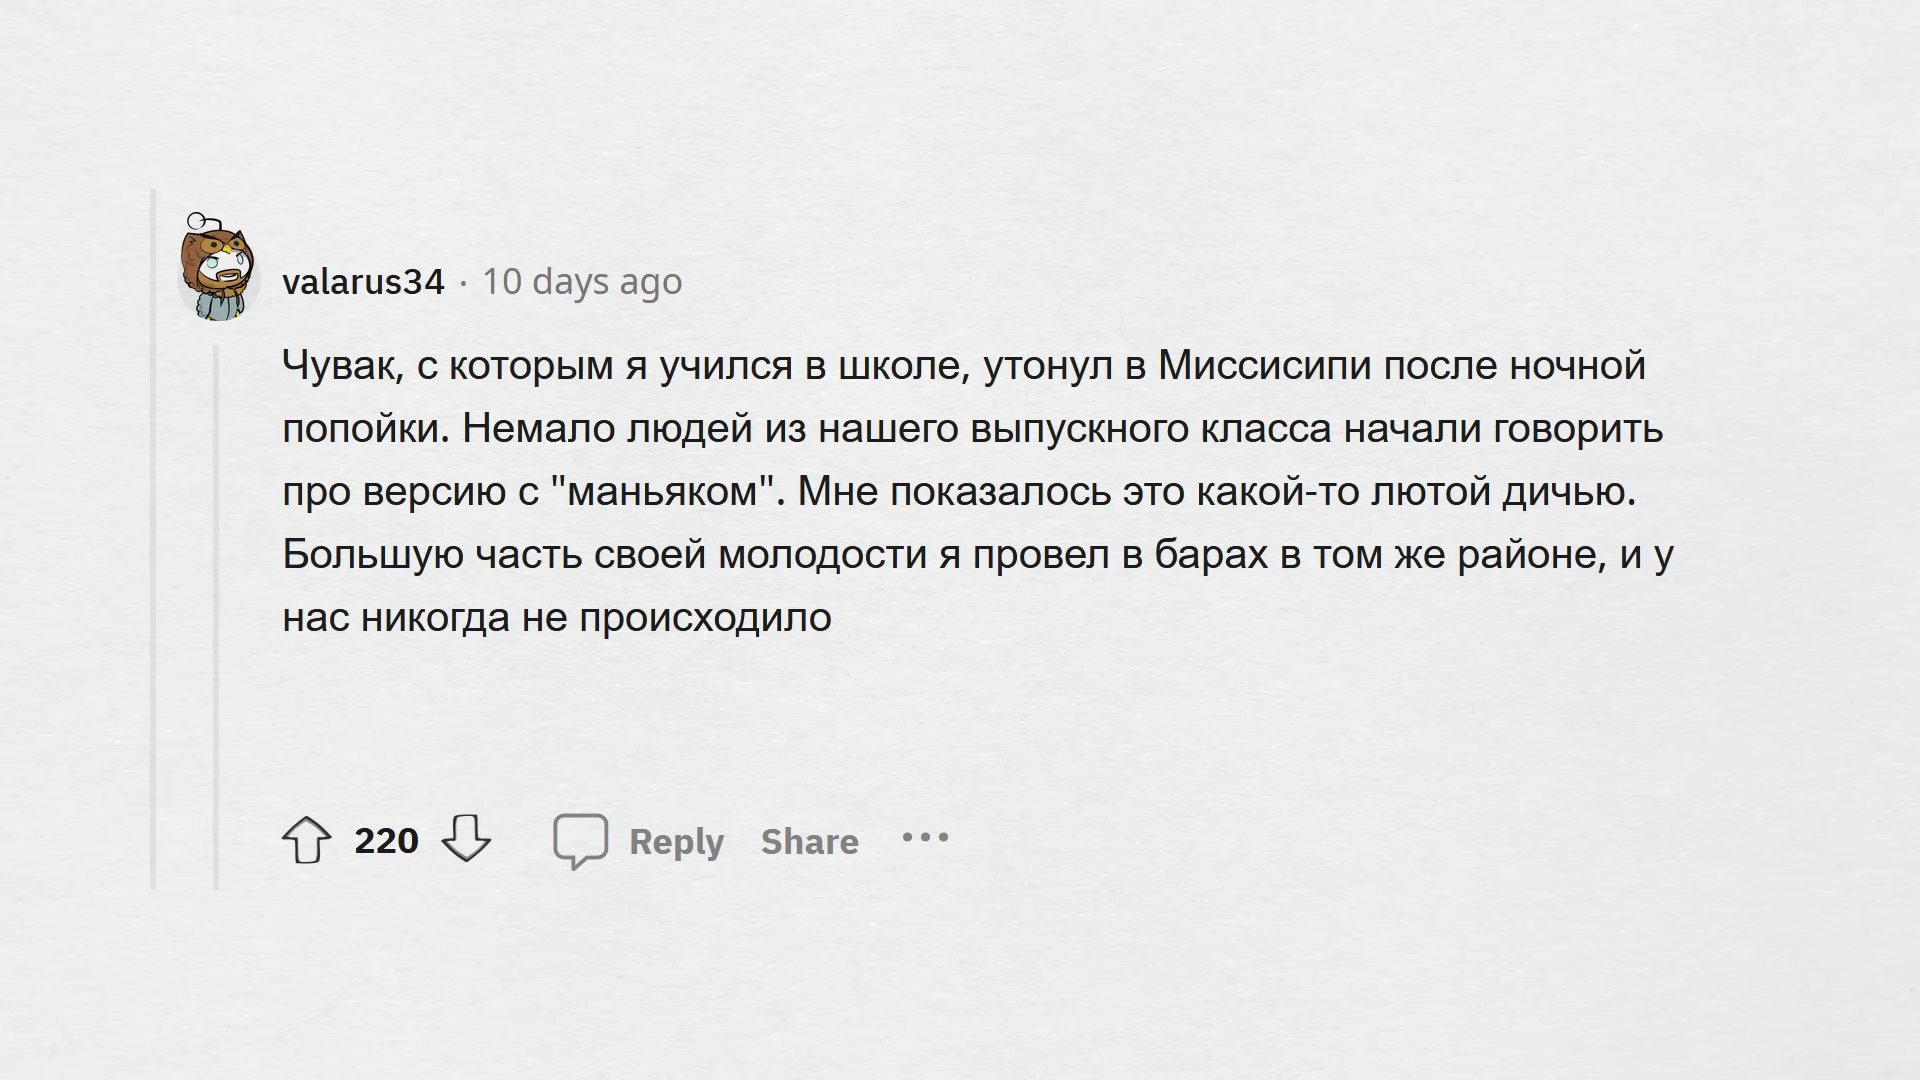 valarus34 · 10 days ago
Чувак, с которым я учился в школе, утонул в Миссисипи после ночной
попойки. Немало людей из нашего выпускного класса начали говорить
про версию с "маньяком". Мне показалось это какой-то лютой дичью.
Большую часть своей молодости я провел в барах в том же районе, и у
нас никогда не происходило
220 Reply Share